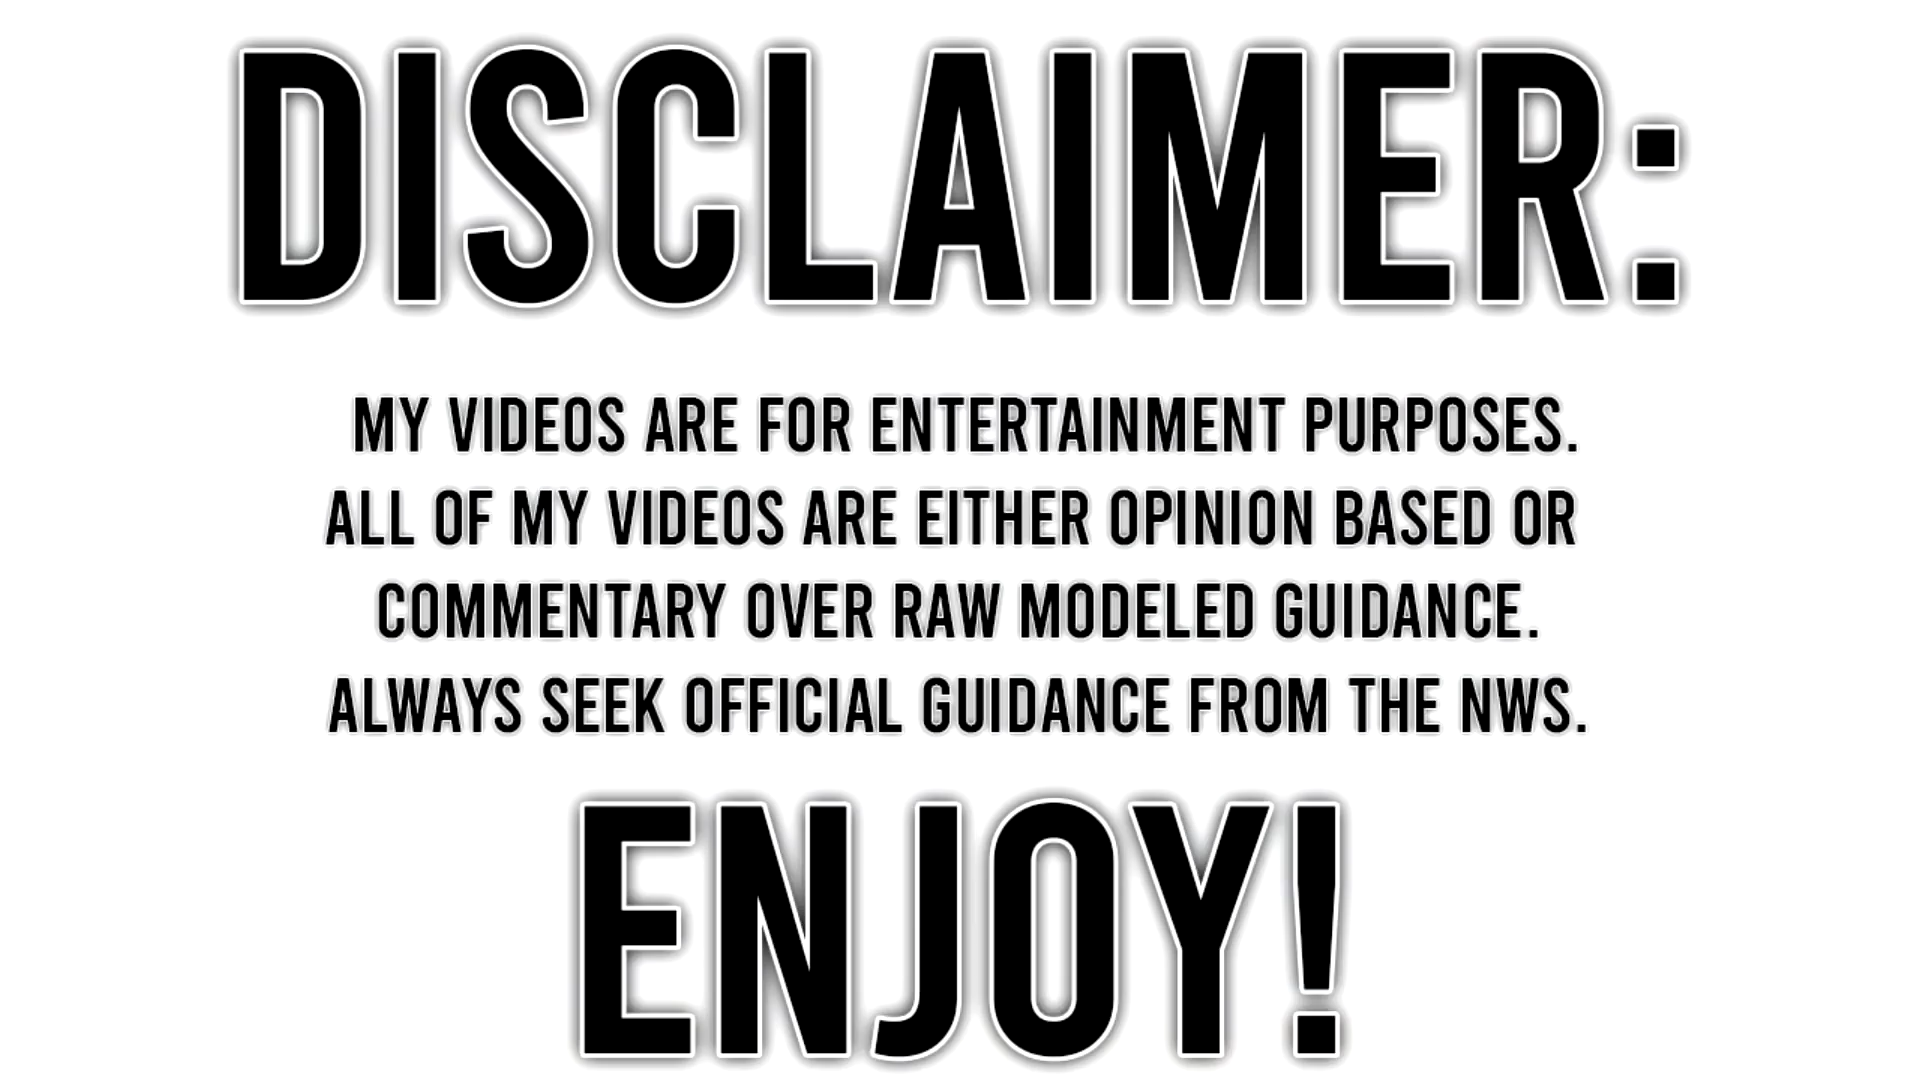 DISCLAIMER:
MY VIDEOS ARE FOR ENTERTAINMENT PURPOSES.
ALL OF MY VIDEOS ARE EITHER OPINION BASED OR
COMMENTARY OVER RAW MODELED GUIDANCE.
ALWAYS SEEK OFFICIAL GUIDANCE FROM THE NWS.
ENJOY!